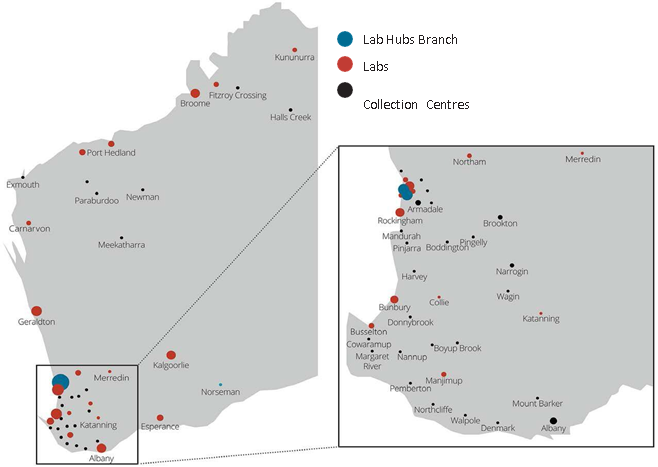 Lab Hubs Branch
Labs
Collection Centres
Kununurra
Fitzroy Crossing
Broome
Halls Creek
Port Hedland
Exmouth
Paraburdoo
Newman
Carnarvon
Meekatharra
Geraldton
Kalgoorlie
Merredin
Norseman
Katanning
Esperance
Albany
Northam
Merredin
Armadale
Rockingham
Brookton
Mandurah
Pinjarra
Boddington
Pingelly
Harvey
Narrogin
Wagin
Bunbury
Collie
Donnybrook
Katanning
Busselton
Cowaramup
Margaret
River
Nannup
Boyup Brook
Manjimup
Pemberton
Northcliffe
Mount Barker
Walpole
Denmark
Albany